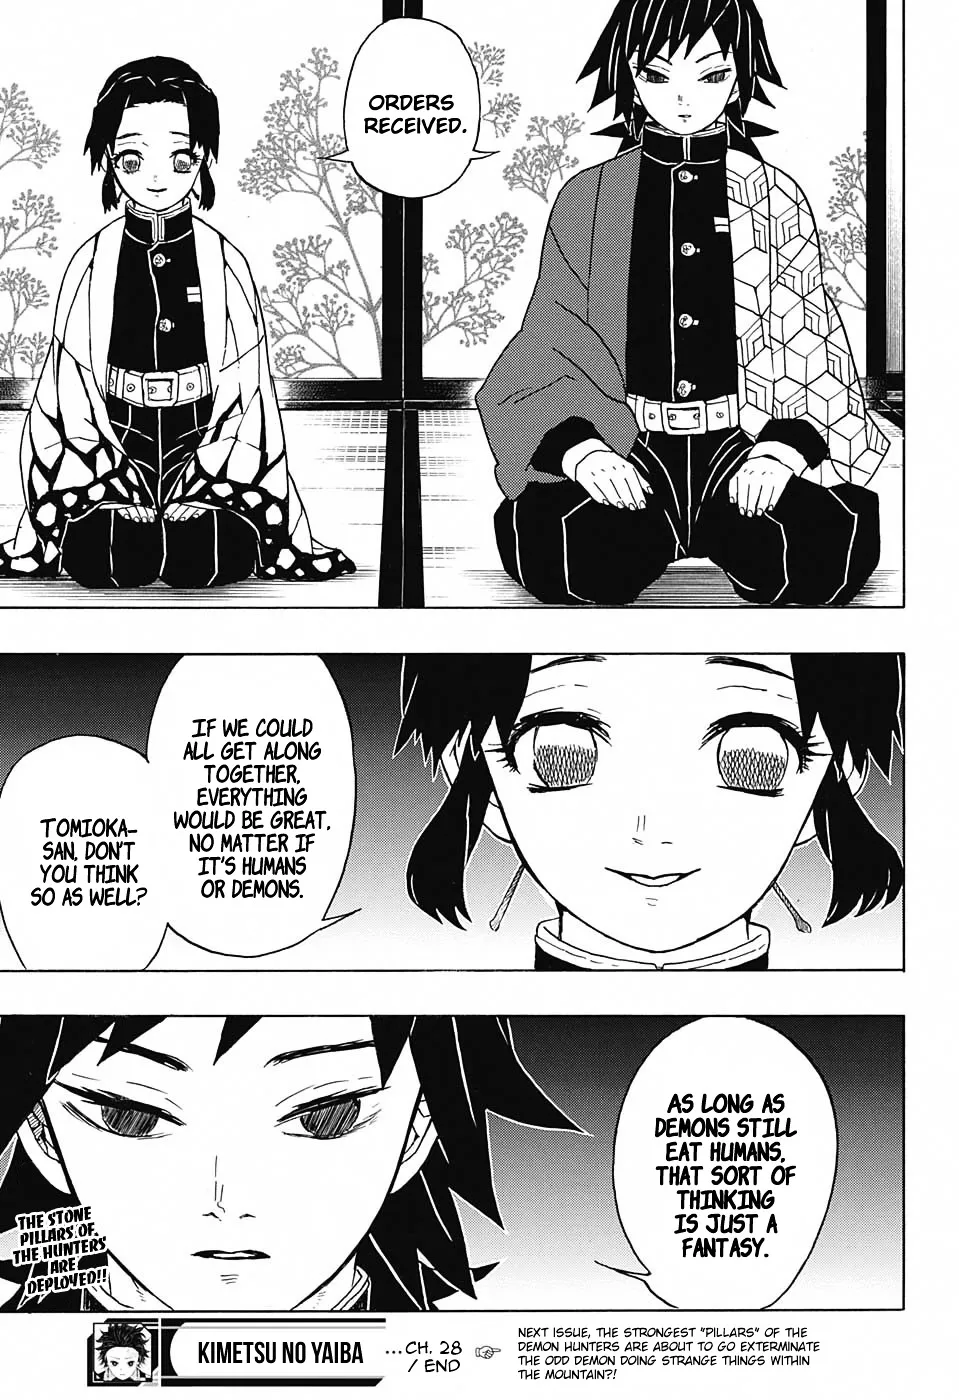 ORDERS
RECEIVED.
IF WE COULD
ALL GET ALONG
TOGETHER,
EVERYTHING
WOULD BE GREAT,
NO MATTER IF
IT'S HUMANS
OR DEMONS.
TOMIOKA-
SAN, DON'T
YOU THINK
SO AS WELL?
AS LONG AS
DEMONS STILL
EAT HUMANS,
THAT SORT OF
THINKING
IS JUST A
FANTASY.
THE STONE
PILLARS OF
THE HUNTERS
ARE
DEPLOYED!!
KIMETSU NO YAIBA
...CH. 28
/ END
NEXT ISSUE, THE STRONGEST "PILLARS" OF THE
DEMON HUNTERS ARE ABOUT TO GO EXTERMINATE
THE ODD DEMON DOING STRANGE THINGS WITHIN
THE MOUNTAIN?!